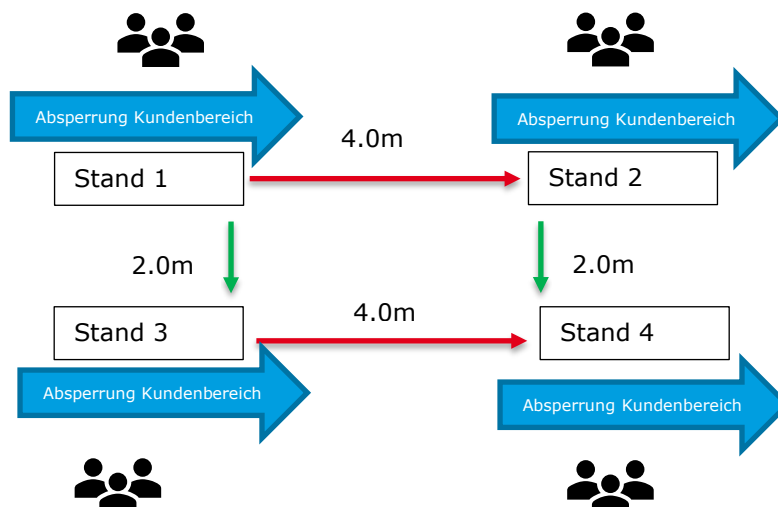 Absperrung Kundenbereich
Absperrung Kundenbereich
4.0m
Stand 1
Stand 2
2.0m
2.0m
4.0m
Stand 3
Stand 4
Absperrung Kundenbereich
Absperrung Kundenbereich